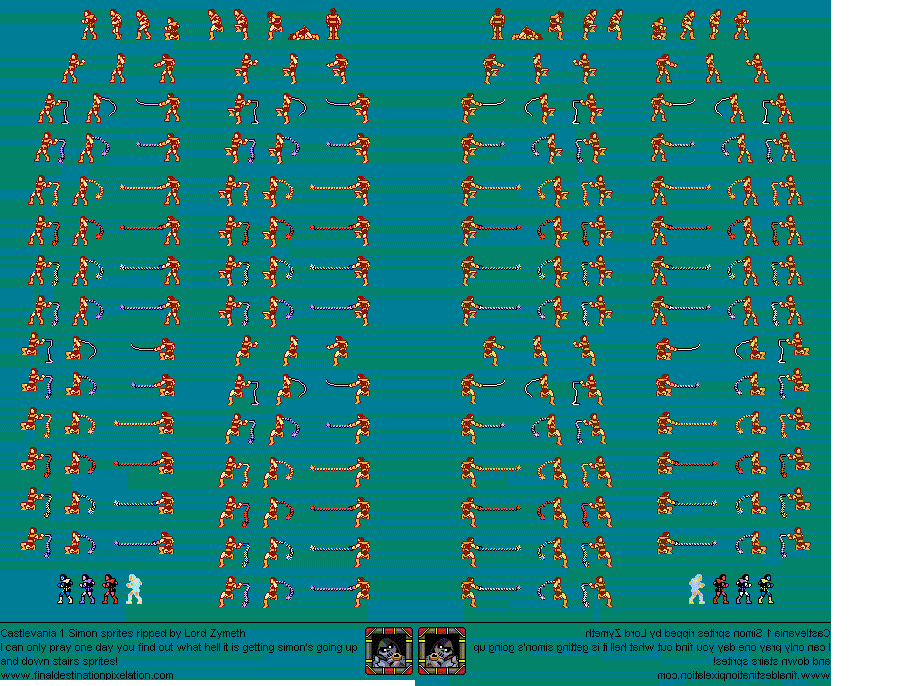 Castlevania 1 Simon sprites ripped by Lord Zymeth
I can only pray one day you find out what hell it is getting simon's going up
and down stairs sprites!
www.finaldestinationpixelation.com
Castlevania 1 Simon sprites ripped by Lord Zymeth
I can only pray one day you find out what hell it is getting simon's going up
and down stairs sprites!
www.finaldestinationpixelation.com